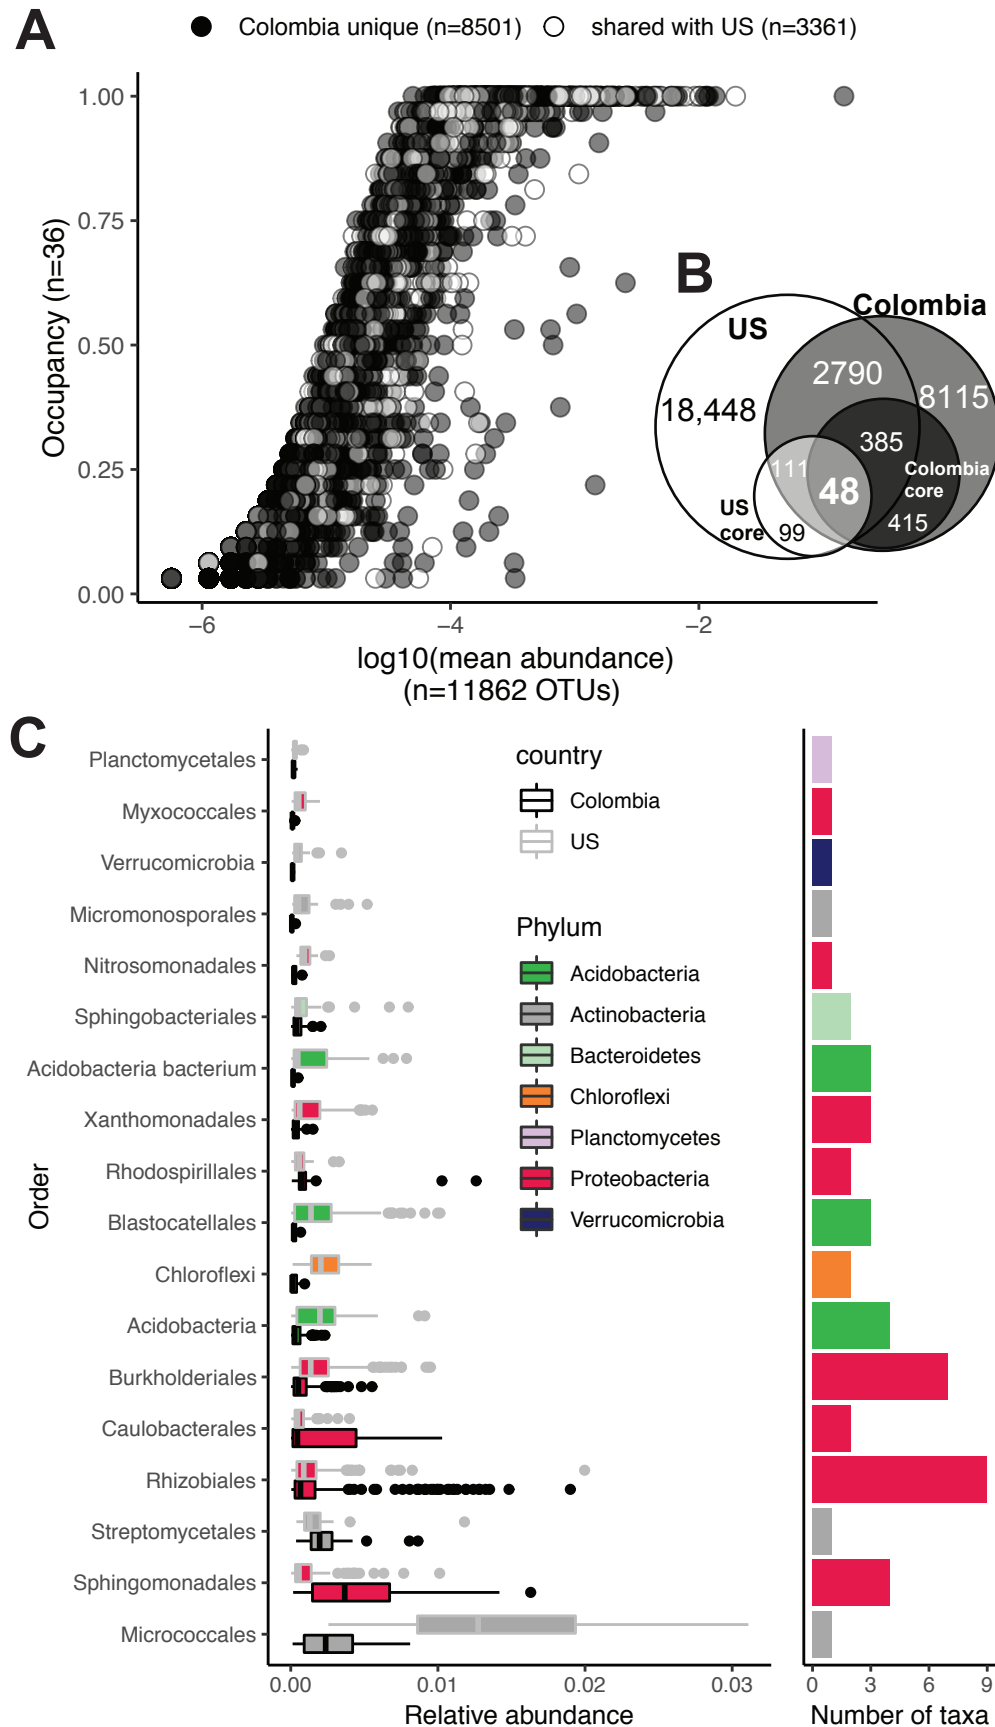 A
Colombia unique (n=8501)
shared with US (n=3361)
1.00
0.75
0.50
0.25
0.00
Occupancy (n=36)
−6
−4
−2
log10(mean abundance)
(n=11862 OTUs)
B
US
Colombia
2790
8115
18,448
385
111
48
Colombia
core
US
core
99
415
C
Order
Planctomycetales
Myxococcales
Verrucomicrobia
Micromonosporales
Nitrosomonadales
Sphingobacteriales
Acidobacteria bacterium
Xanthomonadales
Rhodospirillales
Blastocatellales
Chloroflexi
Acidobacteria
Burkholderiales
Caulobacterales
Rhizobiales
Streptomycetales
Sphingomonadales
Micrococcales
country
Colombia
US
Phylum
Acidobacteria
Actinobacteria
Bacteroidetes
Chloroflexi
Planctomycetes
Proteobacteria
Verrucomicrobia
0.00
0.01
0.02
0.03
Relative abundance
0
3
6
9
Number of taxa